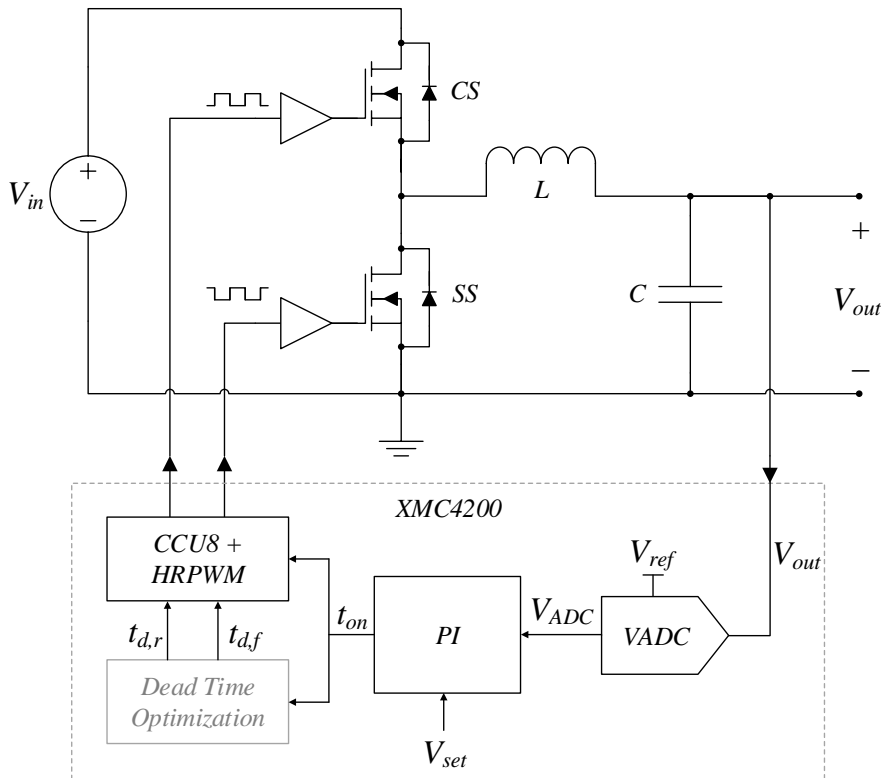 CS
+
V_in
−
L
+
SS
C
V_out
−
XMC4200
CCU8 +
HRPWM
V_ref
V_out
t_d,r
t_d,f
t_on
PI
V_ADC
VADC
Dead Time
Optimization
V_set